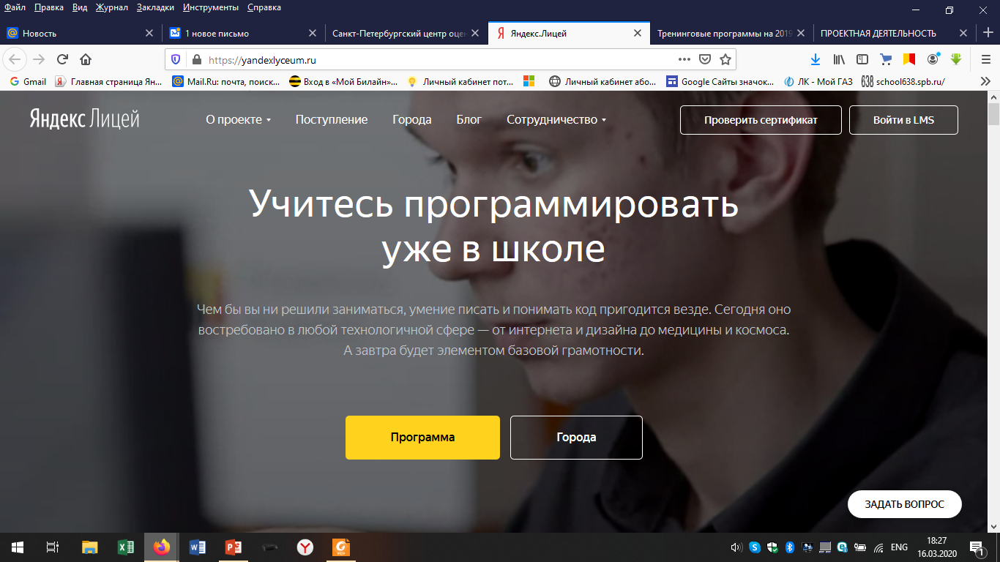 Файл Правка Вид Журнал Закладки Инструменты Справка
Новость
1 новое письмо
Санкт-Петербургский центр оцен
Яндекс.Лицей
Тренинговые программы на 2019
ПРОЕКТНАЯ ДЕЯТЕЛЬНОСТЬ
https://yandexlyceum.ru
Gmail
Главная страница Ян...
Mail.Ru: почта, поиск...
Вход в «Мой Билайн»...
Личный кабинет пот...
Личный кабинет або...
Google Сайты значок...
ЛК - Мой ГАЗ
638 school638.spb.ru/
Яндекс Лицей
О проекте
Поступление
Города
Блог
Сотрудничество
Проверить сертификат
Войти в LMS
Учитесь программировать
уже в школе
Чем бы вы ни решили заниматься, умение писать и понимать код пригодится везде. Сегодня оно
востребовано в любой технологичной сфере — от интернета и дизайна до медицины и космоса.
А завтра будет элементом базовой грамотности.
Программа
Города
ЗАДАТЬ ВОПРОС
ENG
18:27
16.03.2020
1